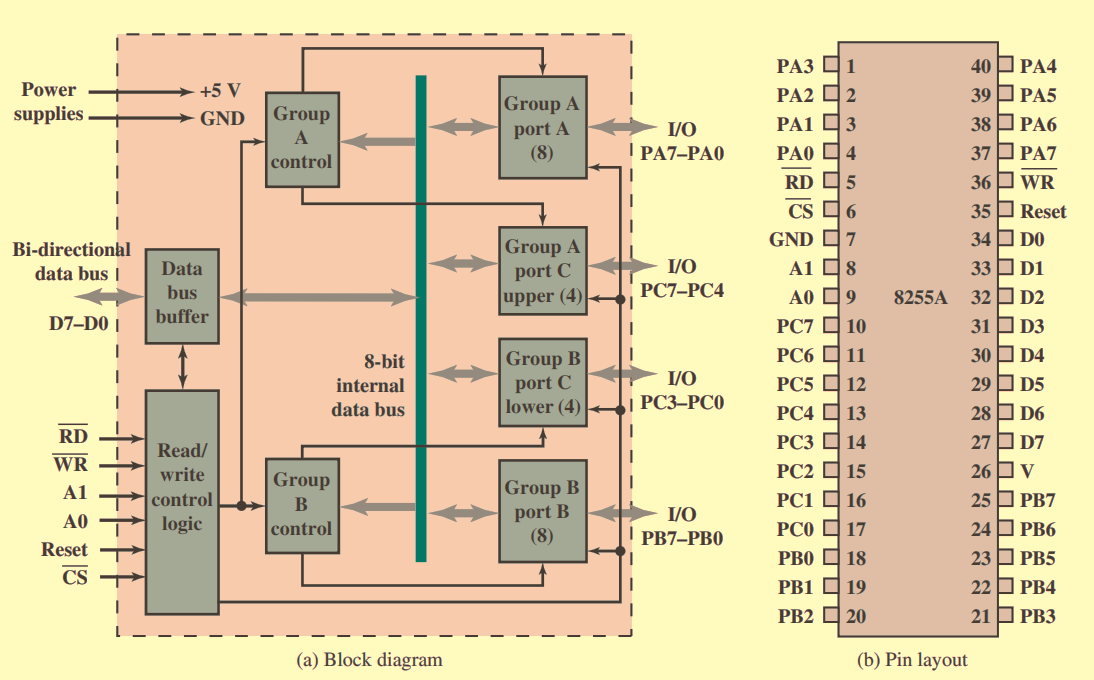 Power
supplies
+5 V
GND
Group
A
control
Group A
port A
(8)
I/O
PA7–PA0
Bi-directional
data bus
D7–D0
Data
bus
buffer
Group A
port C
upper (4)
I/O
PC7–PC4
8-bit
internal
data bus
Group B
port C
lower (4)
I/O
PC3–PC0
R̅D̅
W̅R̅
A1
A0
Reset
C̅S̅
Read/
write
control
logic
Group
B
control
Group B
port B
(8)
I/O
PB7–PB0
(a) Block diagram
PA3 1 40 PA4
PA2 2 39 PA5
PA1 3 38 PA6
PA0 4 37 PA7
R̅D̅ 5 36 W̅R̅
C̅S̅ 6 35 Reset
GND 7 34 D0
A1 8 33 D1
A0 9 8255A 32 D2
PC7 10 31 D3
PC6 11 30 D4
PC5 12 29 D5
PC4 13 28 D6
PC3 14 27 D7
PC2 15 26 V
PC1 16 25 PB7
PC0 17 24 PB6
PB0 18 23 PB5
PB1 19 22 PB4
PB2 20 21 PB3
(b) Pin layout